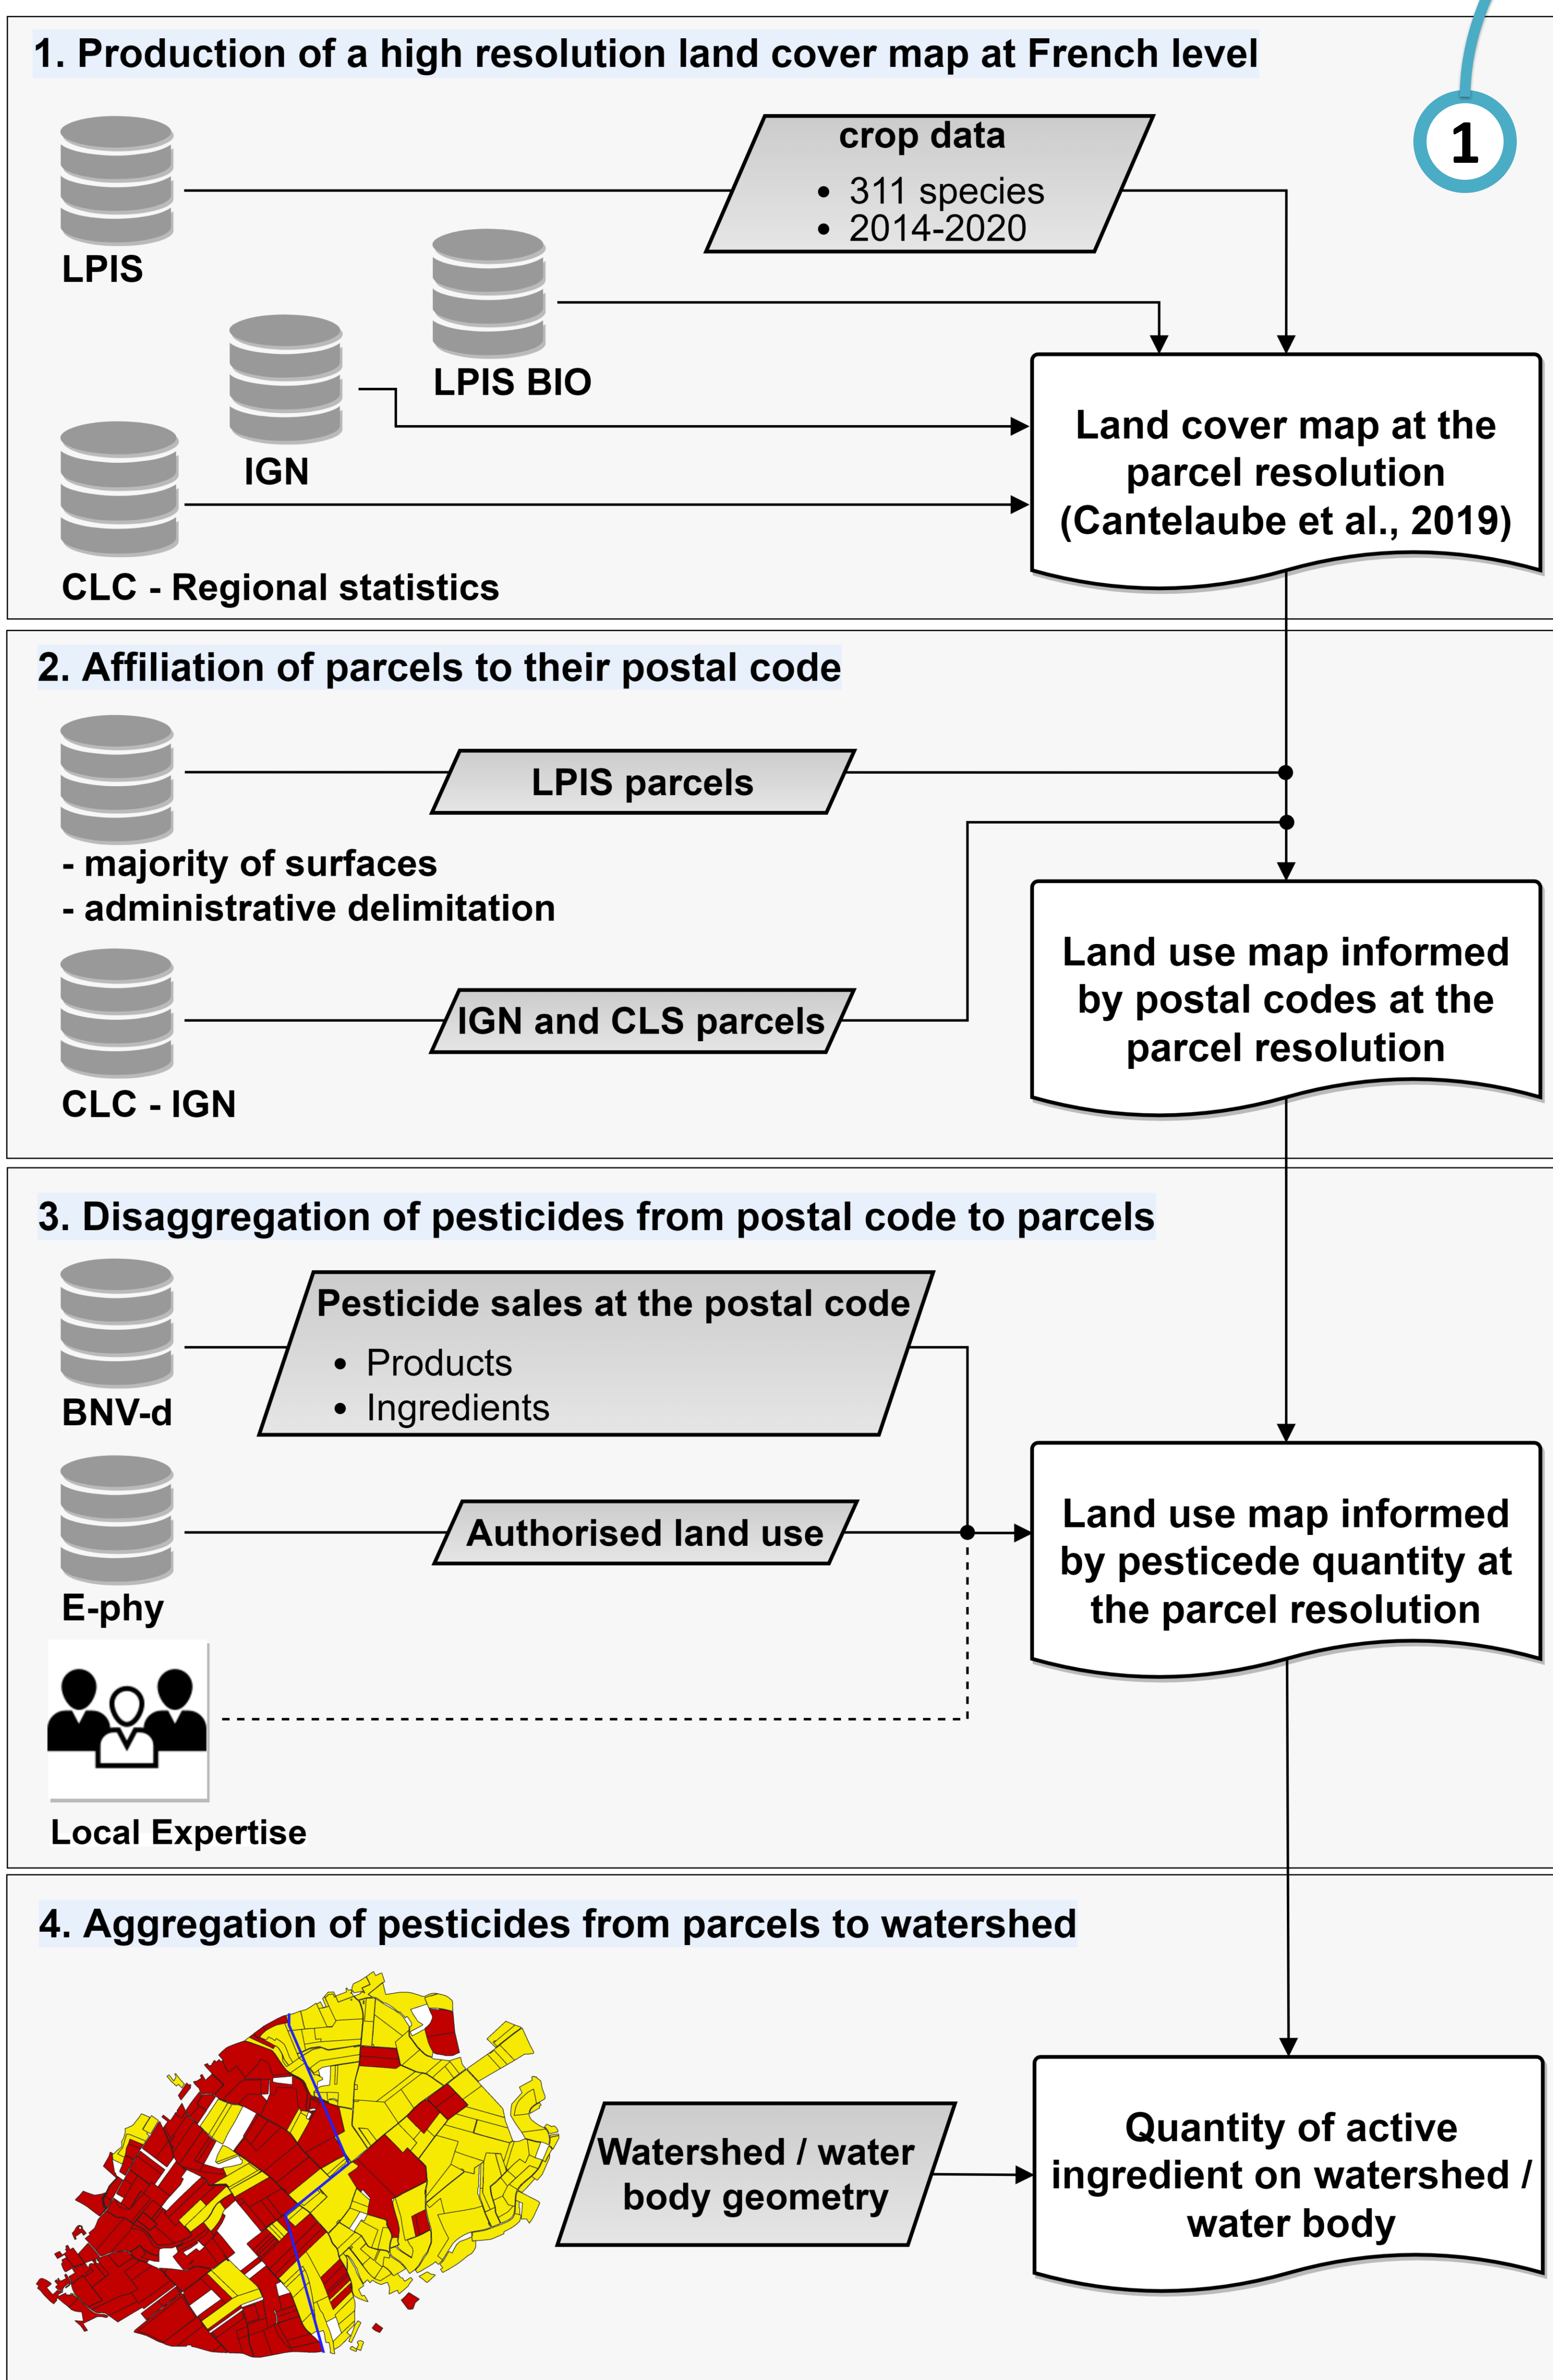 1. Production of a high resolution land cover map at French level
1
crop data
• 311 species
• 2014-2020
LPIS
LPIS BIO
IGN
CLC - Regional statistics
Land cover map at the
parcel resolution
(Cantelaube et al., 2019)
2. Affiliation of parcels to their postal code
LPIS parcels
- majority of surfaces
- administrative delimitation
IGN and CLS parcels
CLC - IGN
Land use map informed
by postal codes at the
parcel resolution
3. Disaggregation of pesticides from postal code to parcels
Pesticide sales at the postal code
• Products
• Ingredients
BNV-d
Authorised land use
E-phy
Local Expertise
Land use map informed
by pesticede quantity at
the parcel resolution
4. Aggregation of pesticides from parcels to watershed
Watershed / water
body geometry
Quantity of active
ingredient on watershed /
water body